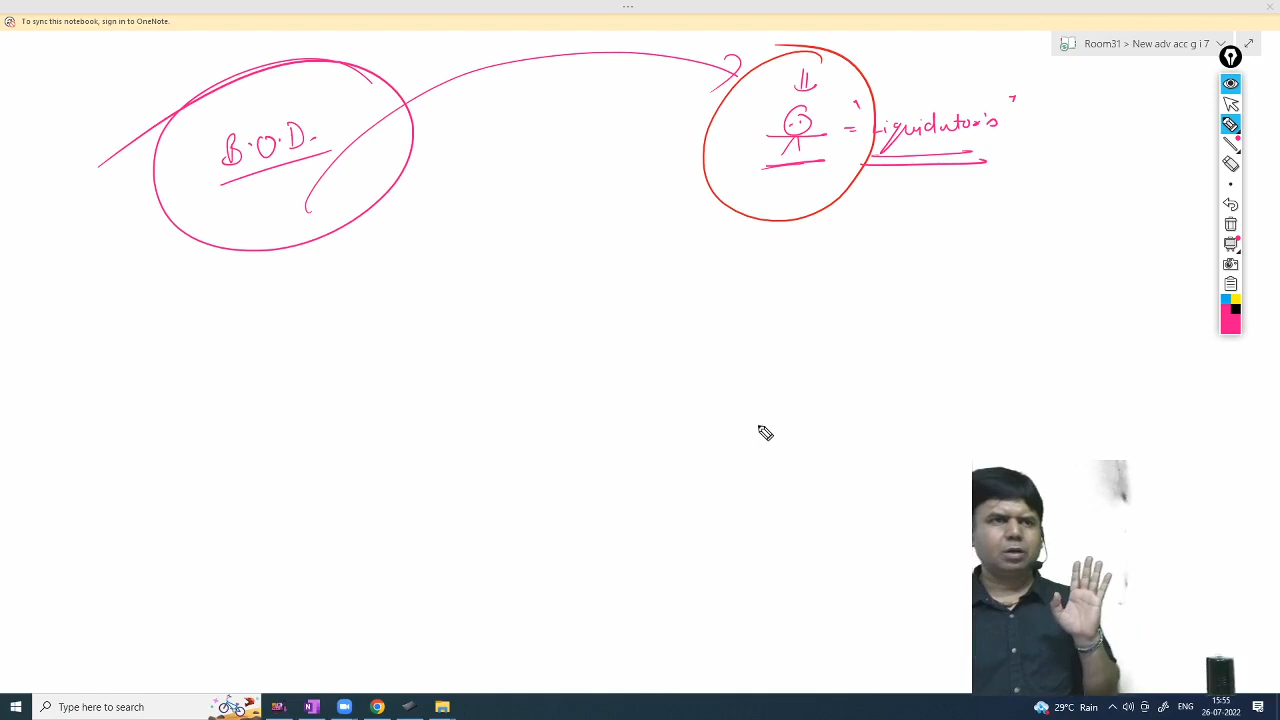 To sync this notebook, sign in to OneNote.
Room31 > New adv acc g i 7
B.O.D.
= "Liquidator's"
Type here to search
29°C Rain
ENG
15:55
26-07-2022